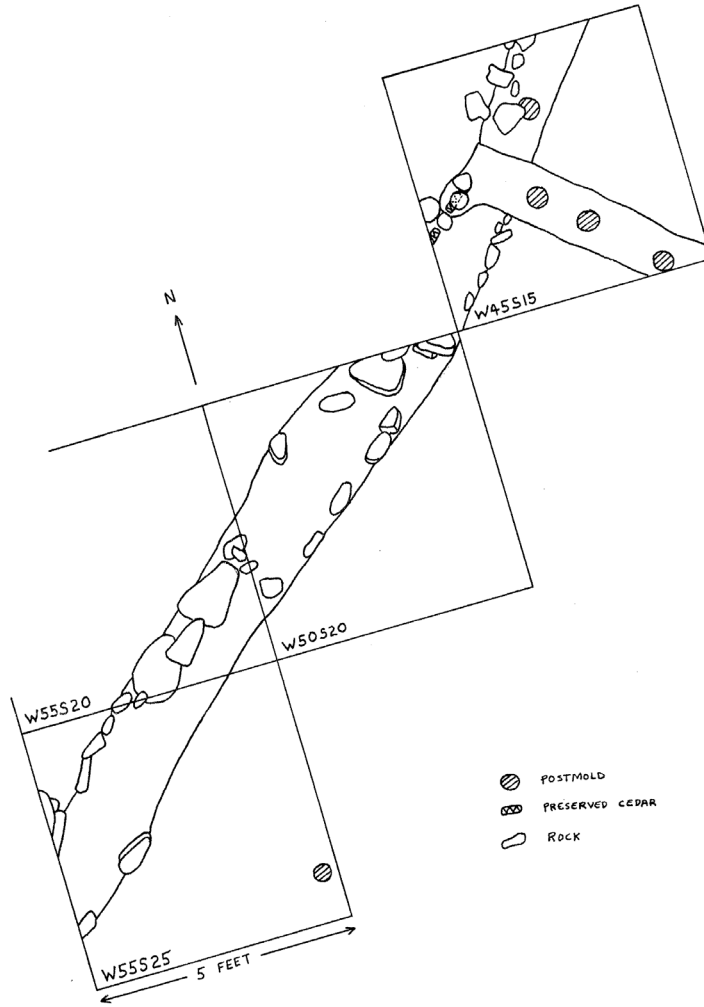 N
W45S15
W50S20
W55S20
POSTMOLD
PRESERVED CEDAR
ROCK
W55S25
5 FEET